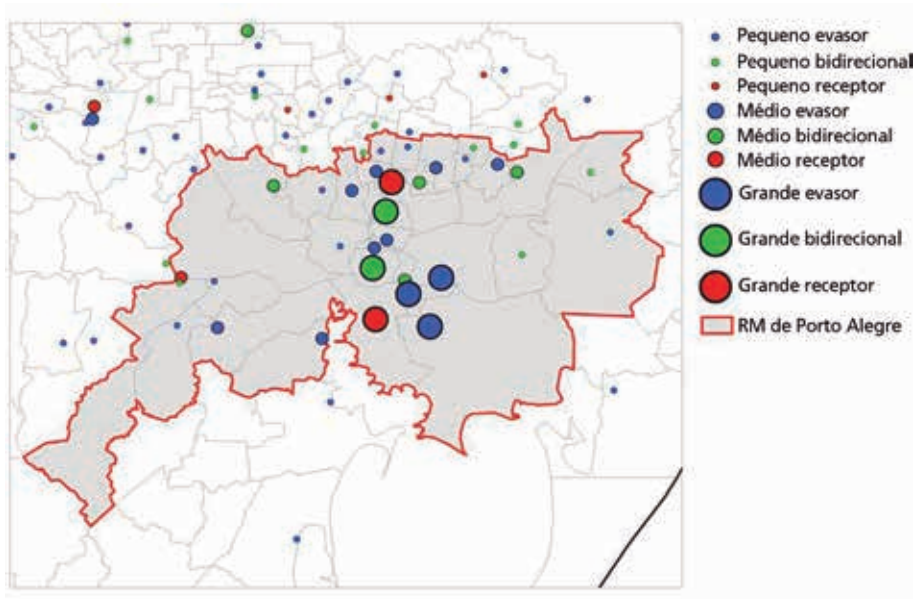 Pequeno evasor
Pequeno bidirecional
Pequeno receptor
Médio evasor
Médio bidirecional
Médio receptor
Grande evasor
Grande bidirecional
Grande receptor
RM de Porto Alegre